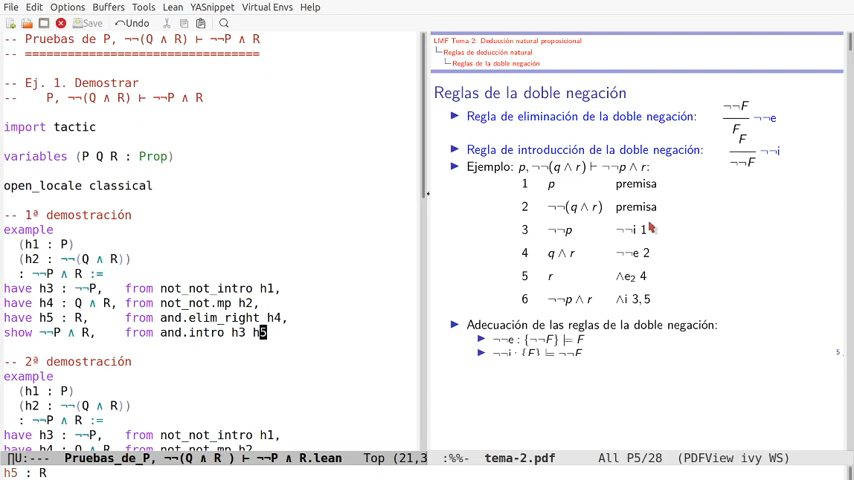 File Edit Options Buffers Tools Lean YASnippet Virtual Envs Help
Save Undo
-- Pruebas de P, ¬¬(Q ∧ R) ⊢ ¬¬P ∧ R
-- ================================
-- Ej. 1. Demostrar
-- P, ¬¬(Q ∧ R) ⊢ ¬¬P ∧ R
import tactic
variables (P Q R : Prop)
open_locale classical
-- 1ª demostración
example
(h1 : P)
(h2 : ¬¬(Q ∧ R))
: ¬¬P ∧ R :=
have h3 : ¬¬P, from not_not_intro h1,
have h4 : Q ∧ R, from not_not.mp h2,
have h5 : R, from and.elim_right h4,
show ¬¬P ∧ R, from and.intro h3 h5
-- 2ª demostración
example
(h1 : P)
(h2 : ¬¬(Q ∧ R))
: ¬¬P ∧ R :=
have h3 : ¬¬P, from not_not_intro h1,
have h4 : Q ∧ R, from not_not.mp h2,
U:--- Pruebas_de_P, ¬¬(Q ∧ R ) ⊢ ¬¬P ∧ R.lean Top (21,3
h5 : R
LMF Tema 2: Deducción natural proposicional
Reglas de deducción natural
Reglas de la doble negación
Reglas de la doble negación
Regla de eliminación de la doble negación: ¬¬F
F ¬¬e
Regla de introducción de la doble negación: F
¬¬F ¬¬i
Ejemplo: p, ¬¬(q ∧ r) ⊢ ¬¬p ∧ r:
1 p premisa
2 ¬¬(q ∧ r) premisa
3 ¬¬p ¬¬i 1
4 q ∧ r ¬¬e 2
5 r ∧e2 4
6 ¬¬p ∧ r ∧i 3, 5
Adecuación de las reglas de la doble negación:
¬¬e : {¬¬F} ⊨ F
¬¬i : {F} ⊨ ¬¬F
5
:%%- tema-2.pdf All P5/28 (PDFView ivy WS)